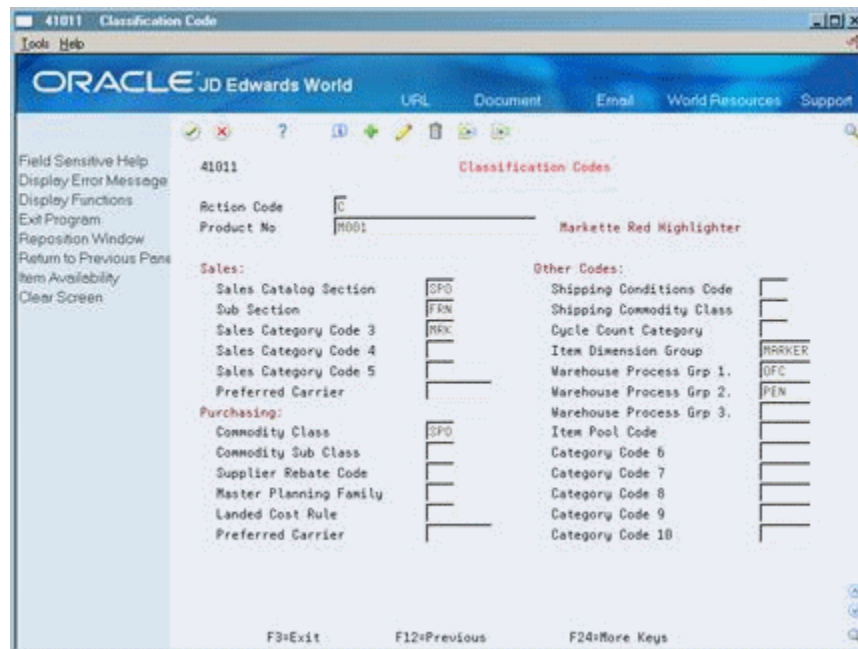 41011 Classification Code
Tools Help
ORACLE JD Edwards World
URL Document Email World Resources Support
Field Sensitive Help
Display Error Message
Display Functions
Exit Program
Reposition Window
Return to Previous Pane
Item Availability
Clear Screen
41011 Classification Codes
Action Code C
Product No M001 Markette Red Highlighter
Sales: Other Codes:
Sales Catalog Section SPO Shipping Conditions Code
Sub Section FRN Shipping Commodity Class
Sales Category Code 3 MRK Cycle Count Category
Sales Category Code 4 Item Dimension Group MARKER
Sales Category Code 5 Warehouse Process Grp 1. OFC
Preferred Carrier Warehouse Process Grp 2. PEN
Purchasing: Warehouse Process Grp 3.
Commodity Class SPO Item Pool Code
Commodity Sub Class Category Code 6
Supplier Rebate Code Category Code 7
Master Planning Family Category Code 8
Landed Cost Rule Category Code 9
Preferred Carrier Category Code 10
F3=Exit F12=Previous F24=More Keys